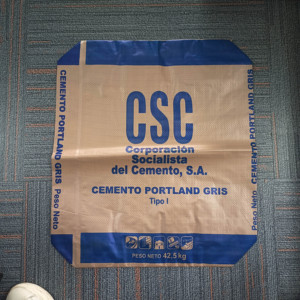 CSC
Corporación
Socialista
del Cemento, S.A.
CEMENTO PORTLAND GRIS
Tipo I
PESO NETO 42,5 kg
CEMENTO PORTLAND GRIS Peso Neto
CEMENTO PORTLAND GRIS Peso Neto